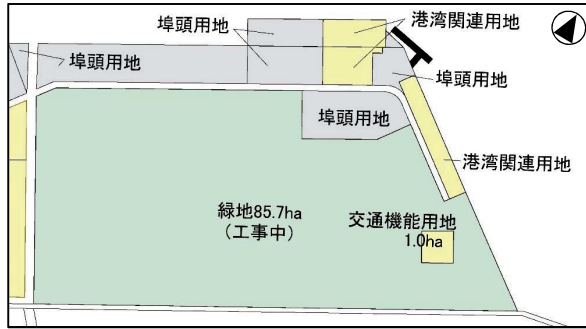 埠頭用地
港湾関連用地
埠頭用地
埠頭用地
埠頭用地
港湾関連用地
緑地85.7ha
（工事中）
交通機能用地
1.0ha